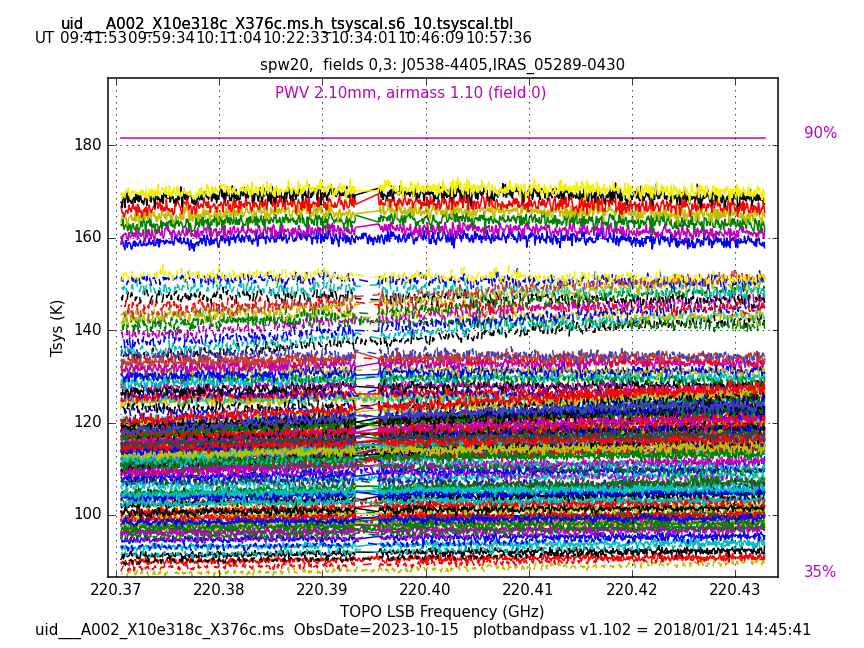 uid___A002_X10e318c_X376c.ms.h_tsyscal.s6_10.tsyscal.tbl
UT 09:41:53 09:59:34 10:11:04 10:22:33 10:34:01 10:46:09 10:57:36
spw20,  fields 0,3: J0538-4405,IRAS_05289-0430
PWV 2.10mm, airmass 1.10 (field 0)
90%
180
160
140
120
100
Tsys (K)
35%
220.37 220.38 220.39 220.40 220.41 220.42 220.43
TOPO LSB Frequency (GHz)
uid___A002_X10e318c_X376c.ms  ObsDate=2023-10-15   plotbandpass v1.102 = 2018/01/21 14:45:41